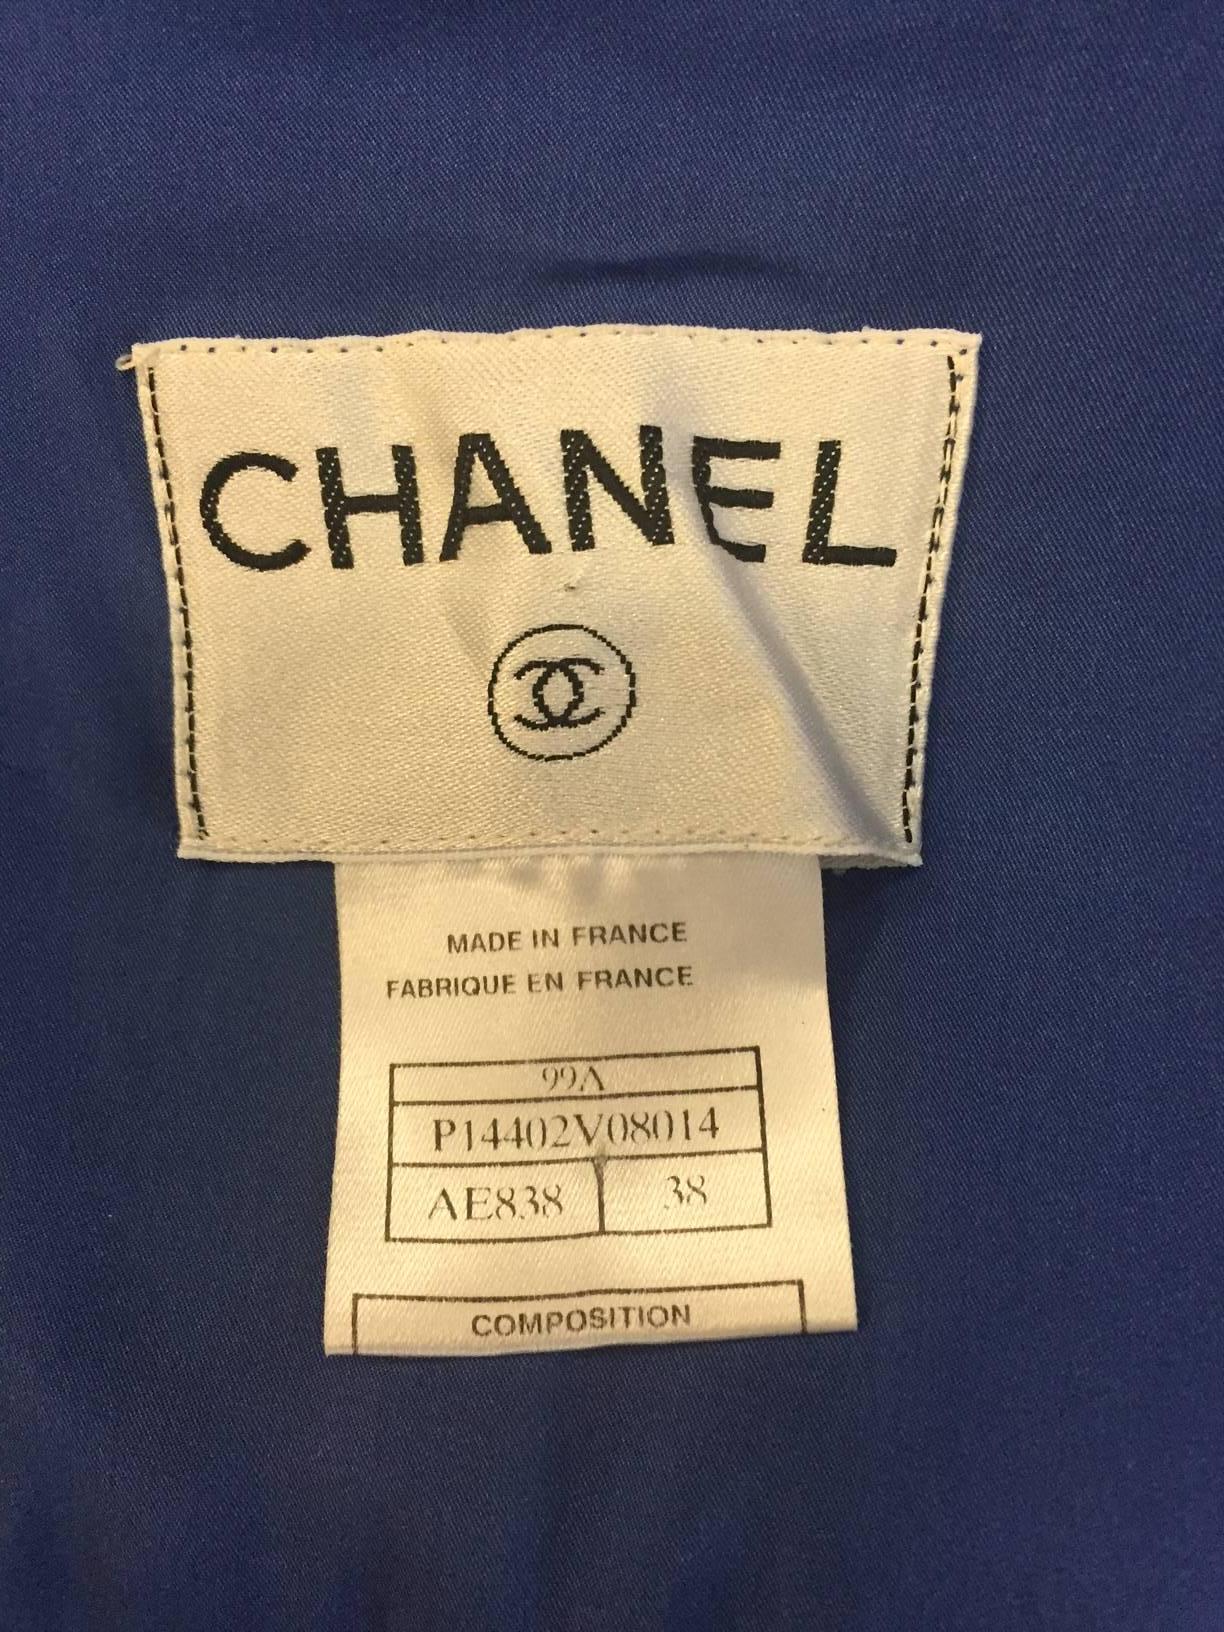 CHANEL
MADE IN FRANCE
FABRIQUE EN FRANCE
99A
P14402V08014
AE838 38
COMPOSITION